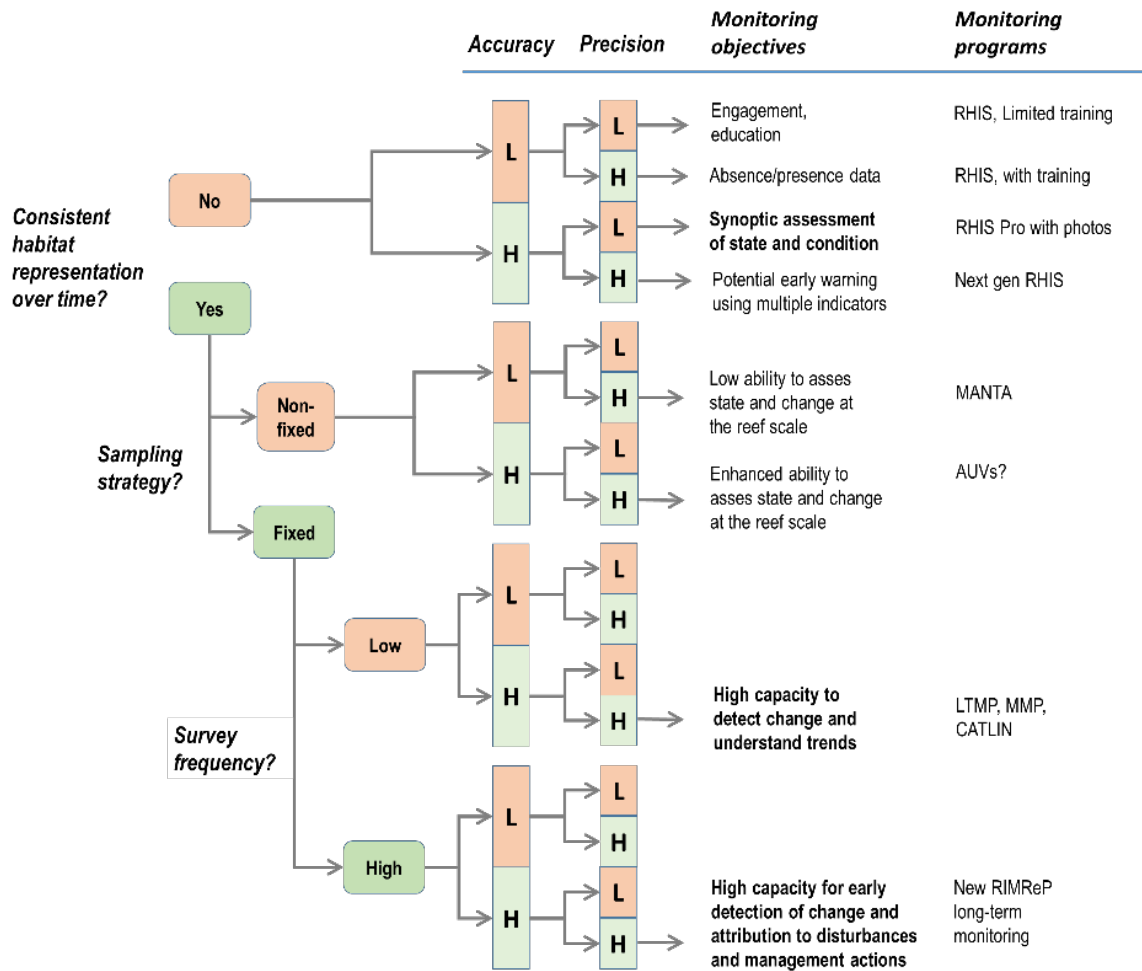 Accuracy
Precision
Monitoring
objectives
Monitoring
programs
Consistent
habitat
representation
over time?
No
L
L
Engagement,
education
RHIS, Limited training
H
Absence/presence data
RHIS, with training
H
L
Synoptic assessment
of state and condition
RHIS Pro with photos
H
Potential early warning
using multiple indicators
Next gen RHIS
Yes
Sampling
strategy?
Non-
fixed
L
L
H
Low ability to asses
state and change at
the reef scale
MANTA
H
L
H
Enhanced ability to
asses state and change
at the reef scale
AUVs?
Fixed
Survey
frequency?
Low
L
L
H
H
L
H
High capacity to
detect change and
understand trends
LTMP, MMP,
CATLIN
High
L
L
H
H
L
H
High capacity for early
detection of change and
attribution to disturbances
and management actions
New RIMReP
long-term
monitoring